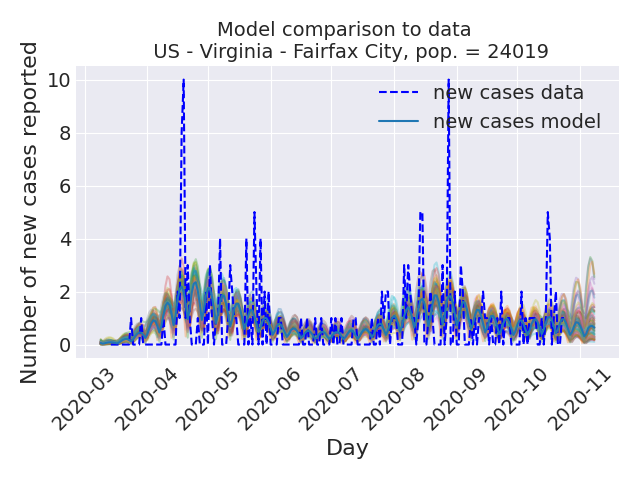 Model comparison to data
US - Virginia - Fairfax City, pop. = 24019
Number of new cases reported
10
8
6
4
2
0
new cases data
new cases model
2020-03
2020-04
2020-05
2020-06
2020-07
2020-08
2020-09
2020-10
2020-11
Day